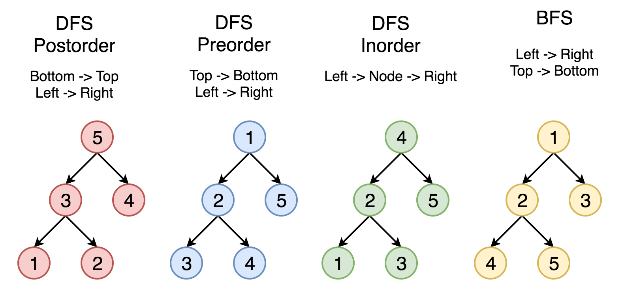 DFS
Postorder
Bottom -> Top
Left -> Right
5
3
4
1
2
DFS
Preorder
Top -> Bottom
Left -> Right
1
2
5
3
4
DFS
Inorder
Left -> Node -> Right
4
2
5
1
3
BFS
Left -> Right
Top -> Bottom
1
2
3
4
5